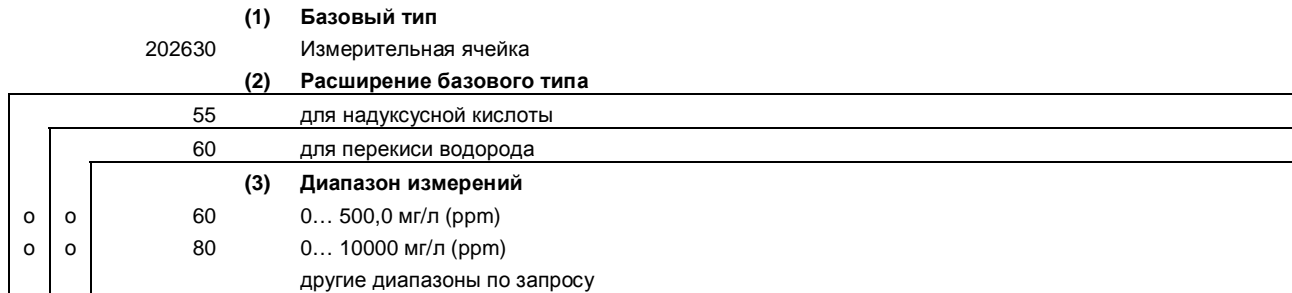 (1) Базовый тип
202630 Измерительная ячейка
(2) Расширение базового типа
55 для надуксусной кислоты
60 для перекиси водорода
(3) Диапазон измерений
o o 60 0… 500,0 мг/л (ppm)
o o 80 0… 10000 мг/л (ppm)
другие диапазоны по запросу